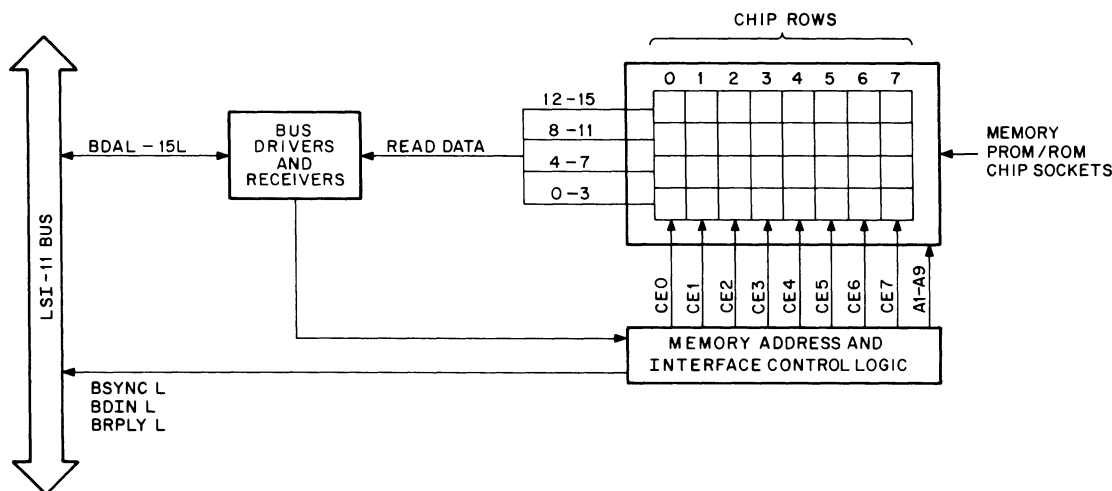 CHIP ROWS
0 1 2 3 4 5 6 7
12-15
8-11
4-7
0-3
BUS
DRIVERS
AND
RECEIVERS
BDAL-15L
READ DATA
MEMORY
PROM/ROM
CHIP SOCKETS
LSI-11 BUS
CE0
CE1
CE2
CE3
CE4
CE5
CE6
CE7
A1-A9
MEMORY ADDRESS AND
INTERFACE CONTROL LOGIC
BSYNC L
BDIN L
BRPLY L